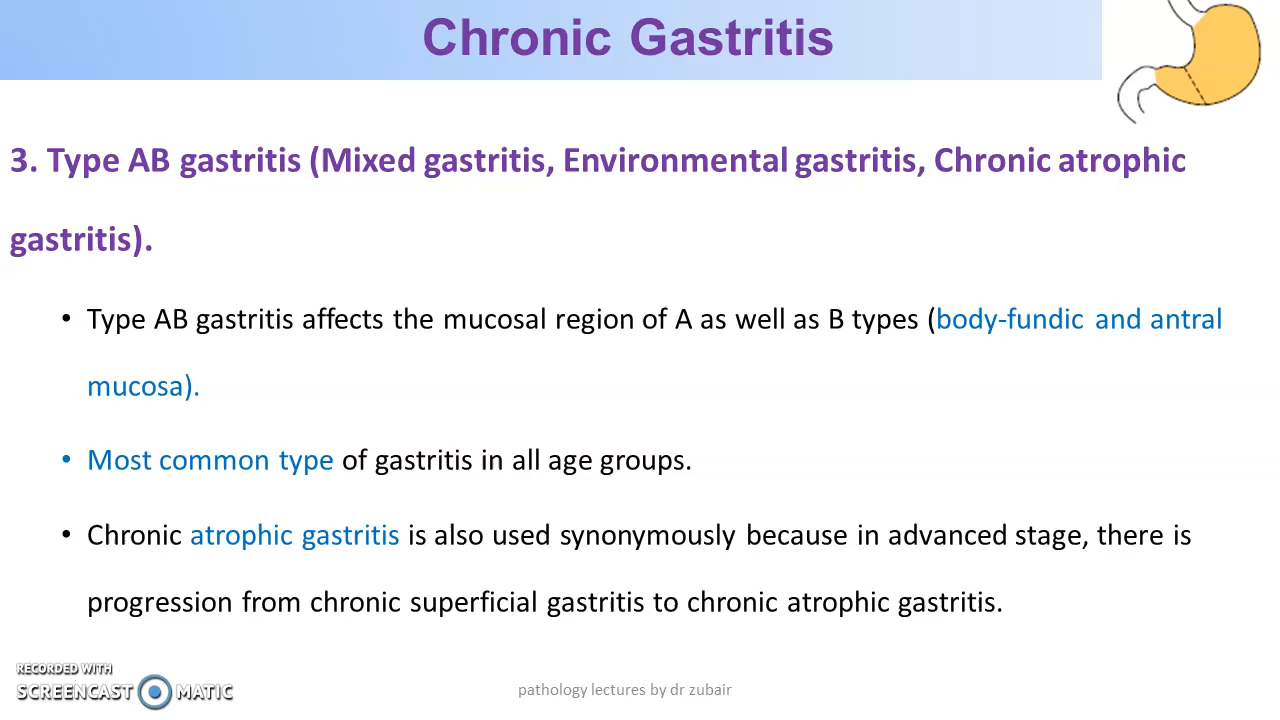 Chronic Gastritis
3. Type AB gastritis (Mixed gastritis, Environmental gastritis, Chronic atrophic
gastritis).
• Type AB gastritis affects the mucosal region of A as well as B types (body-fundic and antral
mucosa).
• Most common type of gastritis in all age groups.
• Chronic atrophic gastritis is also used synonymously because in advanced stage, there is
progression from chronic superficial gastritis to chronic atrophic gastritis.
RECORDED WITH
SCREENCAST MATIC
pathology lectures by dr zubair